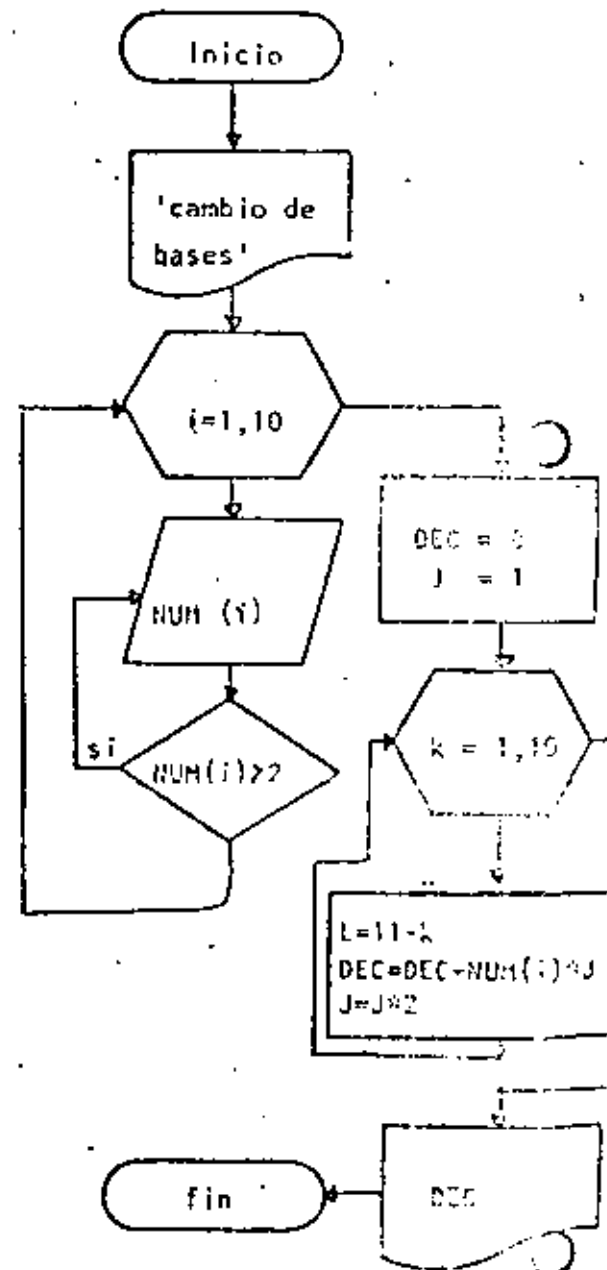 Inicio
'cambio de
bases'
i=1,10
NUM (i)
si
NUM(i)>2
DEC = 0
J = 1
k = 1,10
L=11-k
DEC=DEC+NUM(i)*J
J=J*2
DEC
fin